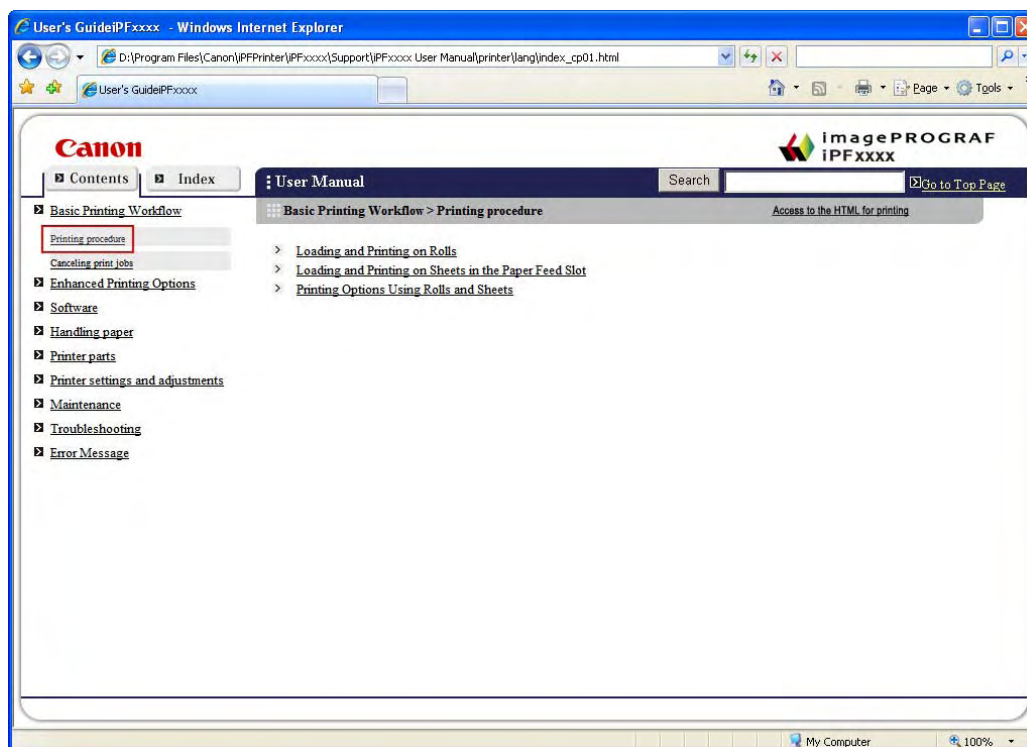 User's GuideiPFxxxx - Windows Internet Explorer
D:\Program Files\Canon\iPFPrinter\iPFxxxx\Support\iPFxxxx User Manual\printer\lang\index_cp01.html
User's GuideiPFxxxx
Page
Tools
Canon
imagePROGRAF
iPFxxxx
Contents
Index
User Manual
Search
Go to Top Page
Basic Printing Workflow
Basic Printing Workflow > Printing procedure
Access to the HTML for printing
Printing procedure
Canceling print jobs
Enhanced Printing Options
Software
Handling paper
Printer parts
Printer settings and adjustments
Maintenance
Troubleshooting
Error Message
> Loading and Printing on Rolls
> Loading and Printing on Sheets in the Paper Feed Slot
> Printing Options Using Rolls and Sheets
My Computer
100%